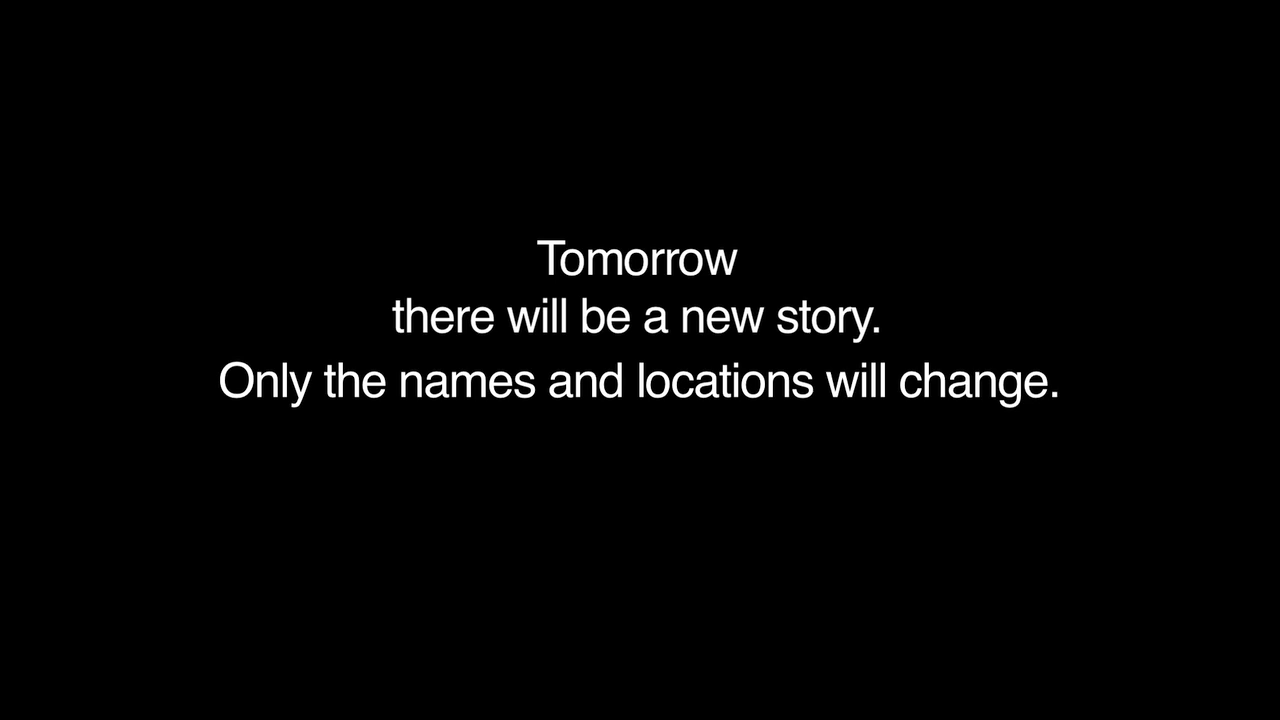 Tomorrow
there will be a new story.
Only the names and locations will change.